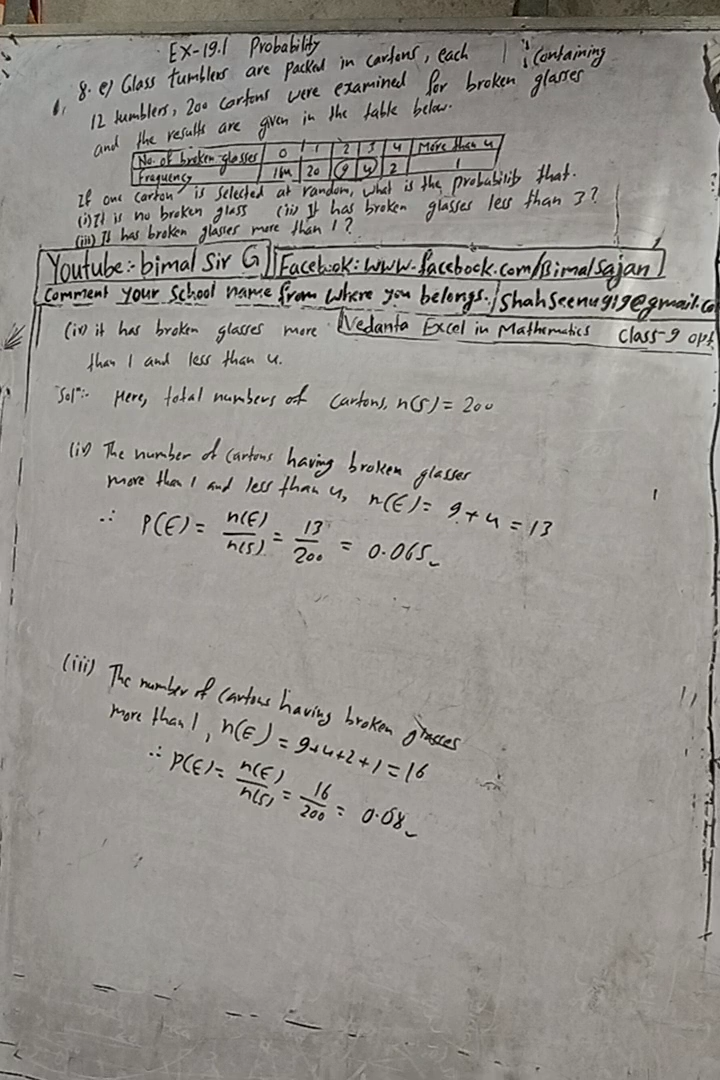 EX-19.1 Probability
8. e) Glass tumblers are packed in cartons, each containing
12 tumblers, 200 cartons were examined for broken glasses
and the results are given in the table below.
No. of broken glasses 0 1 2 3 4 More than 4
Frequency 20 9 4 2 1
If one carton is selected at random, what is the probability that.
(i) It is no broken glass (ii) It has broken glasses less than 3?
(iii) It has broken glasses more than 1?
Youtube:- bimal Sir G Facebook: www.facebook.com/BimalSajan
Comment your School name from where you belongs. / Shahseenu919@gmail.co
(iv) it has broken glasses more Vedanta Excel in Mathematics Class-9 opt
than 1 and less than 4.
Solⁿ:- Here, total numbers of cartons, n(S) = 200
(iv) The number of cartons having broken glasses
more than 1 and less than 4, n(E) = 9+4 = 13
∴ P(E) = n(E)/n(S) = 13/200 = 0.065
(iii) The number of cartons having broken glasses
more than 1, n(E) = 9+4+2+1 = 16
∴ P(E) = n(E)/n(S) = 16/200 = 0.08